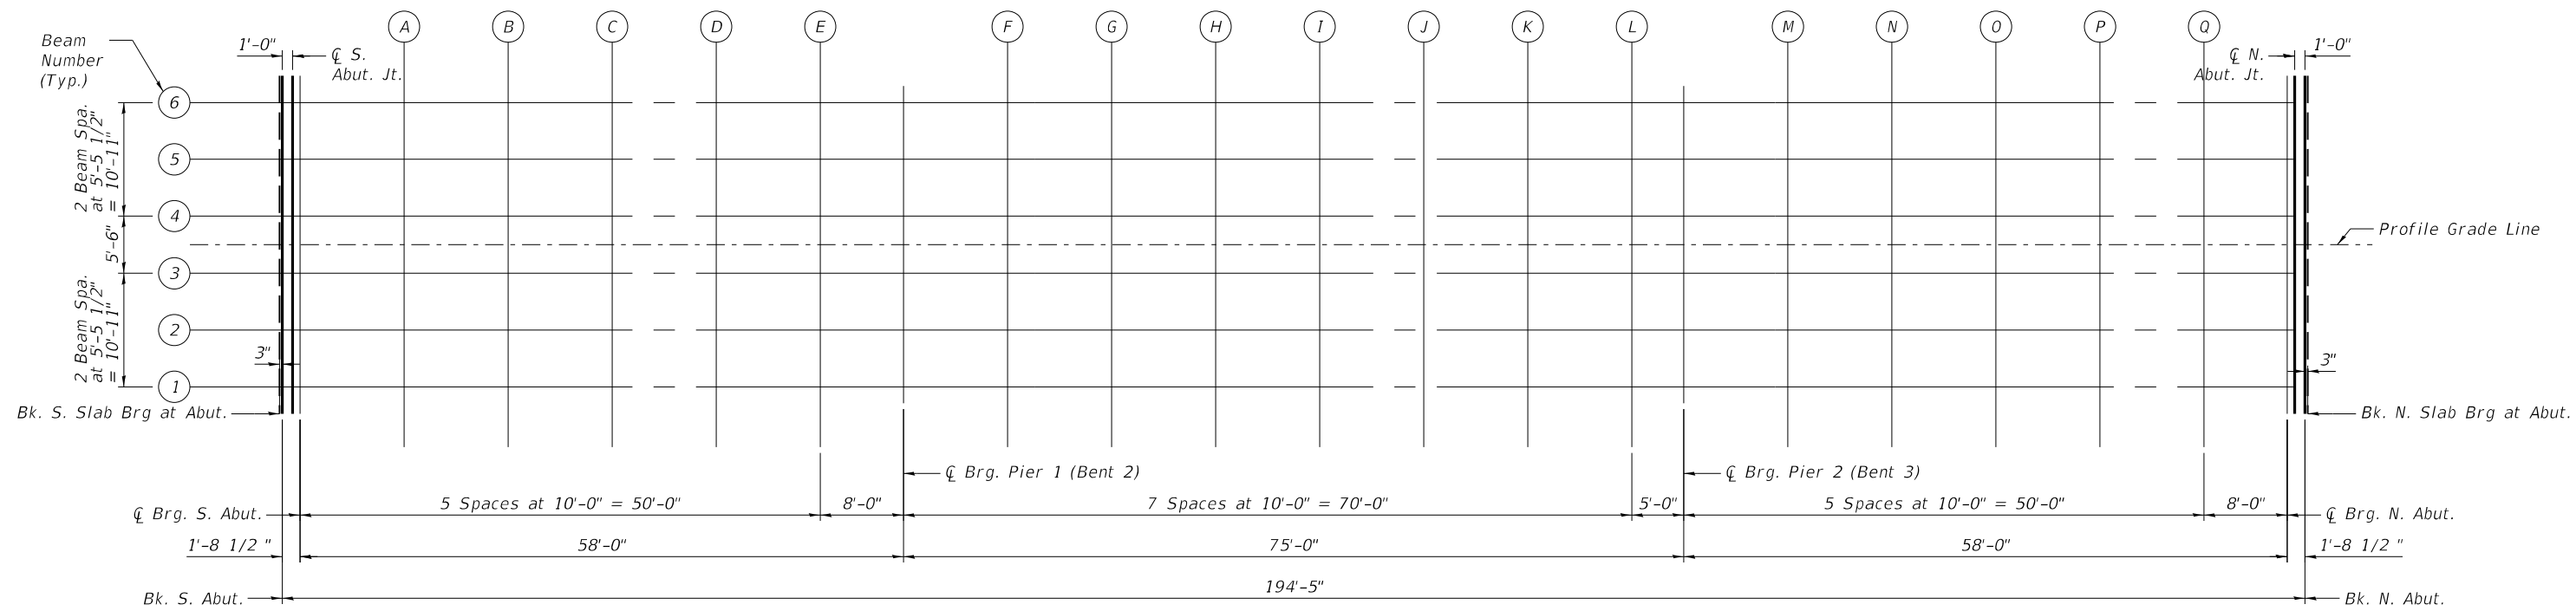 A B C D E F G H I J K L M N O P Q
Beam
Number
(Typ.)
1'-0"
℄ S.
Abut. Jt.
℄ N.
Abut. Jt.
1'-0"
6
5
4
3
2
1
2 Beam Spa.
at 5'-5 1/2"
= 10'-11"
5'-6"
2 Beam Spa.
at 5'-5 1/2"
= 10'-11"
Profile Grade Line
3"
3"
Bk. S. Slab Brg at Abut.
Bk. N. Slab Brg at Abut.
℄ Brg. Pier 1 (Bent 2)
℄ Brg. Pier 2 (Bent 3)
℄ Brg. S. Abut.
5 Spaces at 10'-0" = 50'-0"
8'-0"
7 Spaces at 10'-0" = 70'-0"
5'-0"
5 Spaces at 10'-0" = 50'-0"
8'-0"
℄ Brg. N. Abut.
1'-8 1/2 "
58'-0"
75'-0"
58'-0"
1'-8 1/2 "
194'-5"
Bk. S. Abut.
Bk. N. Abut.